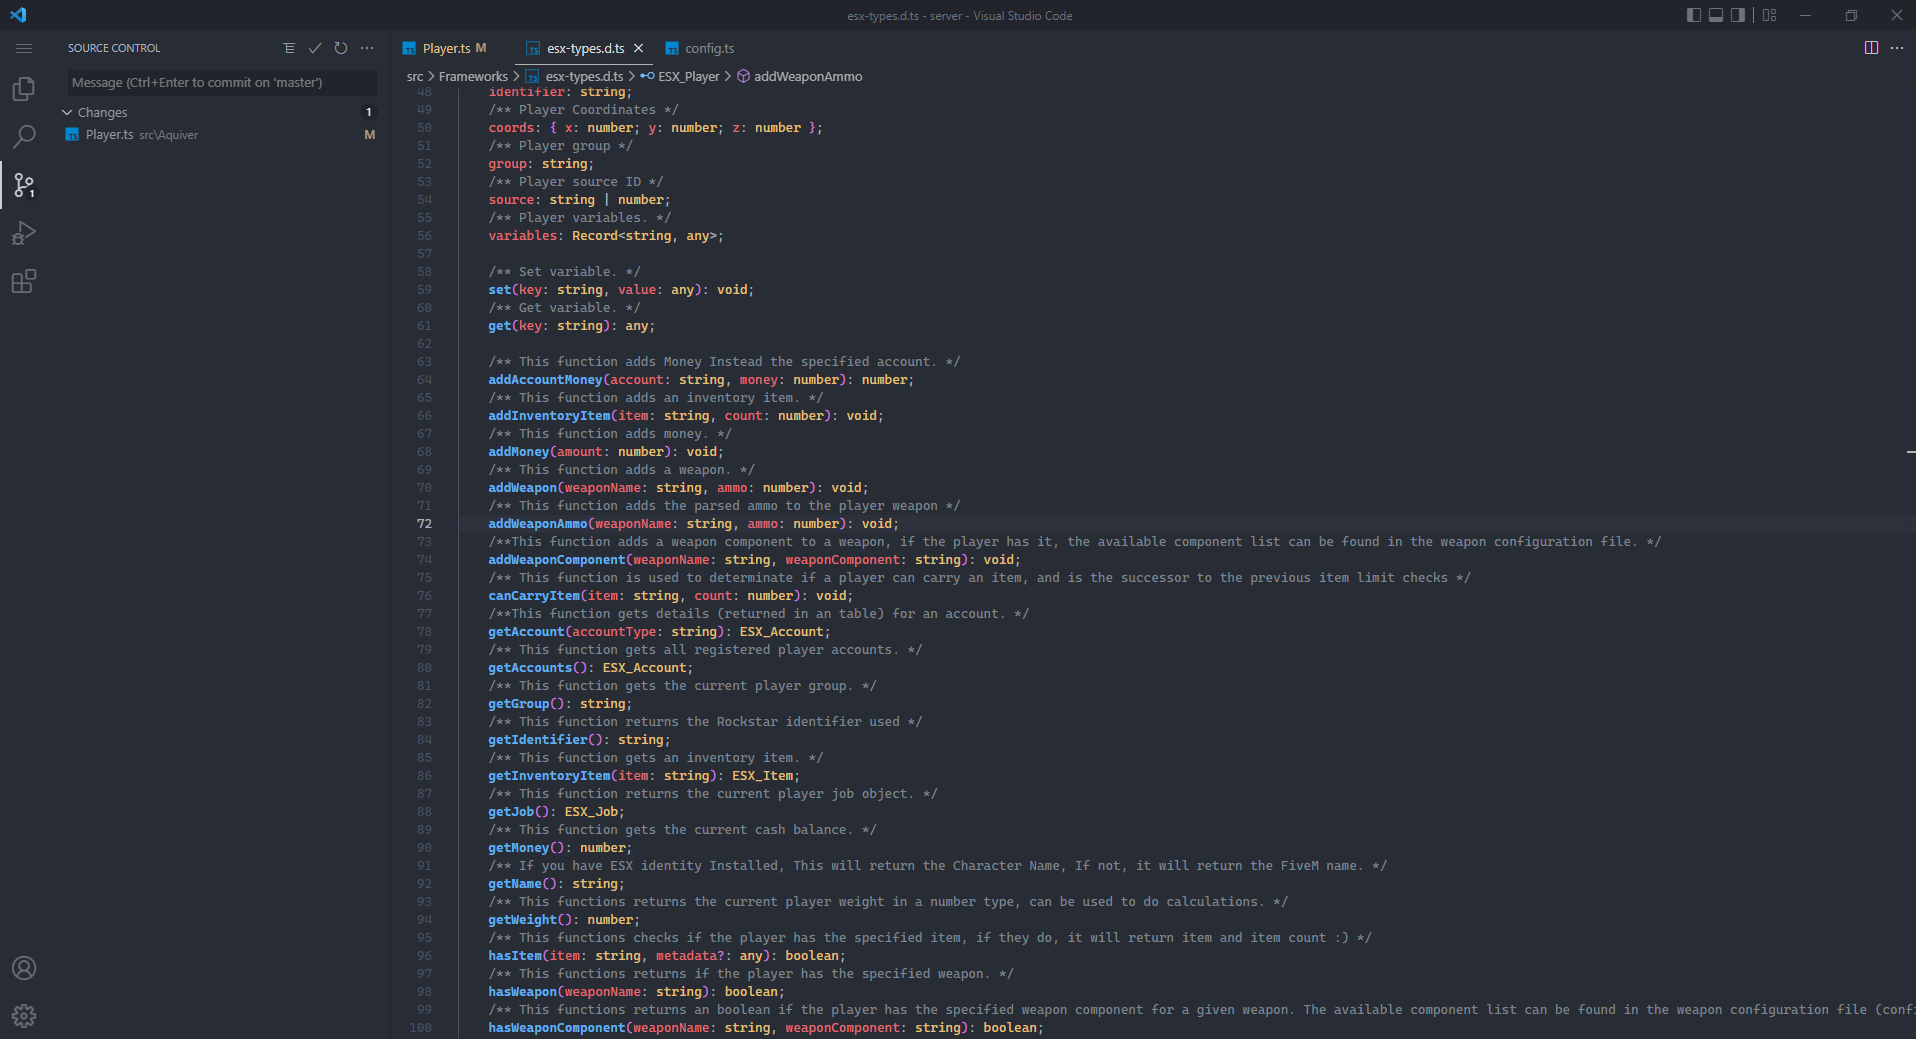 esx-types.d.ts - server - Visual Studio Code
SOURCE CONTROL
Message (Ctrl+Enter to commit on 'master')
Changes 1
Player.ts src\Aquiver M
1
Player.ts M
esx-types.d.ts
config.ts
src > Frameworks > esx-types.d.ts > ESX_Player > addWeaponAmmo
48 identifier: string;
49 /** Player Coordinates */
50 coords: { x: number; y: number; z: number };
51 /** Player group */
52 group: string;
53 /** Player source ID */
54 source: string | number;
55 /** Player variables. */
56 variables: Record<string, any>;
57
58 /** Set variable. */
59 set(key: string, value: any): void;
60 /** Get variable. */
61 get(key: string): any;
62
63 /** This function adds Money Instead the specified account. */
64 addAccountMoney(account: string, money: number): number;
65 /** This function adds an inventory item. */
66 addInventoryItem(item: string, count: number): void;
67 /** This function adds money. */
68 addMoney(amount: number): void;
69 /** This function adds a weapon. */
70 addWeapon(weaponName: string, ammo: number): void;
71 /** This function adds the parsed ammo to the player weapon */
72 addWeaponAmmo(weaponName: string, ammo: number): void;
73 /**This function adds a weapon component to a weapon, if the player has it, the available component list can be found in the weapon configuration file. */
74 addWeaponComponent(weaponName: string, weaponComponent: string): void;
75 /** This function is used to determinate if a player can carry an item, and is the successor to the previous item limit checks */
76 canCarryItem(item: string, count: number): void;
77 /**This function gets details (returned in an table) for an account. */
78 getAccount(accountType: string): ESX_Account;
79 /** This function gets all registered player accounts. */
80 getAccounts(): ESX_Account;
81 /** This function gets the current player group. */
82 getGroup(): string;
83 /** This function returns the Rockstar identifier used */
84 getIdentifier(): string;
85 /** This function gets an inventory item. */
86 getInventoryItem(item: string): ESX_Item;
87 /** This function returns the current player job object. */
88 getJob(): ESX_Job;
89 /** This function gets the current cash balance. */
90 getMoney(): number;
91 /** If you have ESX identity Installed, This will return the Character Name, If not, it will return the FiveM name. */
92 getName(): string;
93 /** This functions returns the current player weight in a number type, can be used to do calculations. */
94 getWeight(): number;
95 /** This functions checks if the player has the specified item, if they do, it will return item and item count :) */
96 hasItem(item: string, metadata?: any): boolean;
97 /** This functions returns if the player has the specified weapon. */
98 hasWeapon(weaponName: string): boolean;
99 /** This functions returns an boolean if the player has the specified weapon component for a given weapon. The available component list can be found in the weapon configuration file (conf
100 hasWeaponComponent(weaponName: string, weaponComponent: string): boolean;